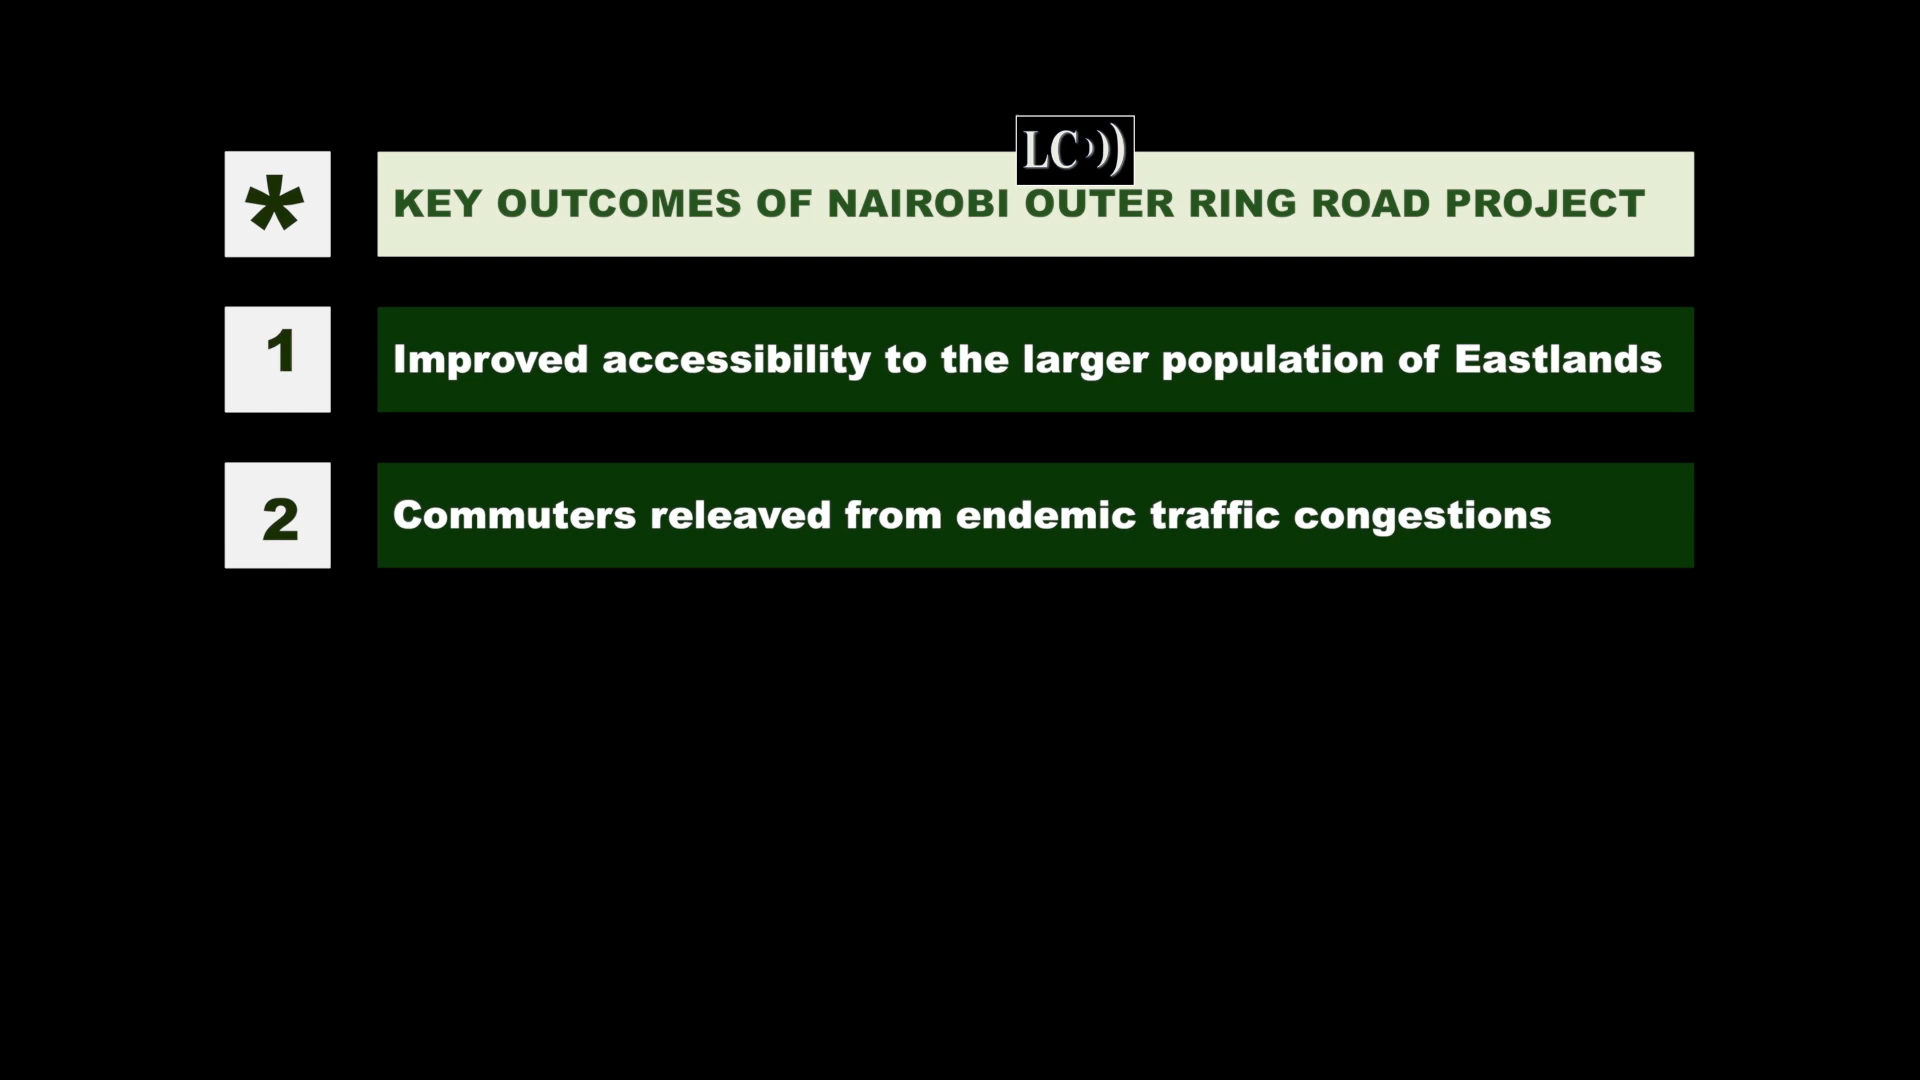 LC
* KEY OUTCOMES OF NAIROBI OUTER RING ROAD PROJECT
1 Improved accessibility to the larger population of Eastlands
2 Commuters releaved from endemic traffic congestions